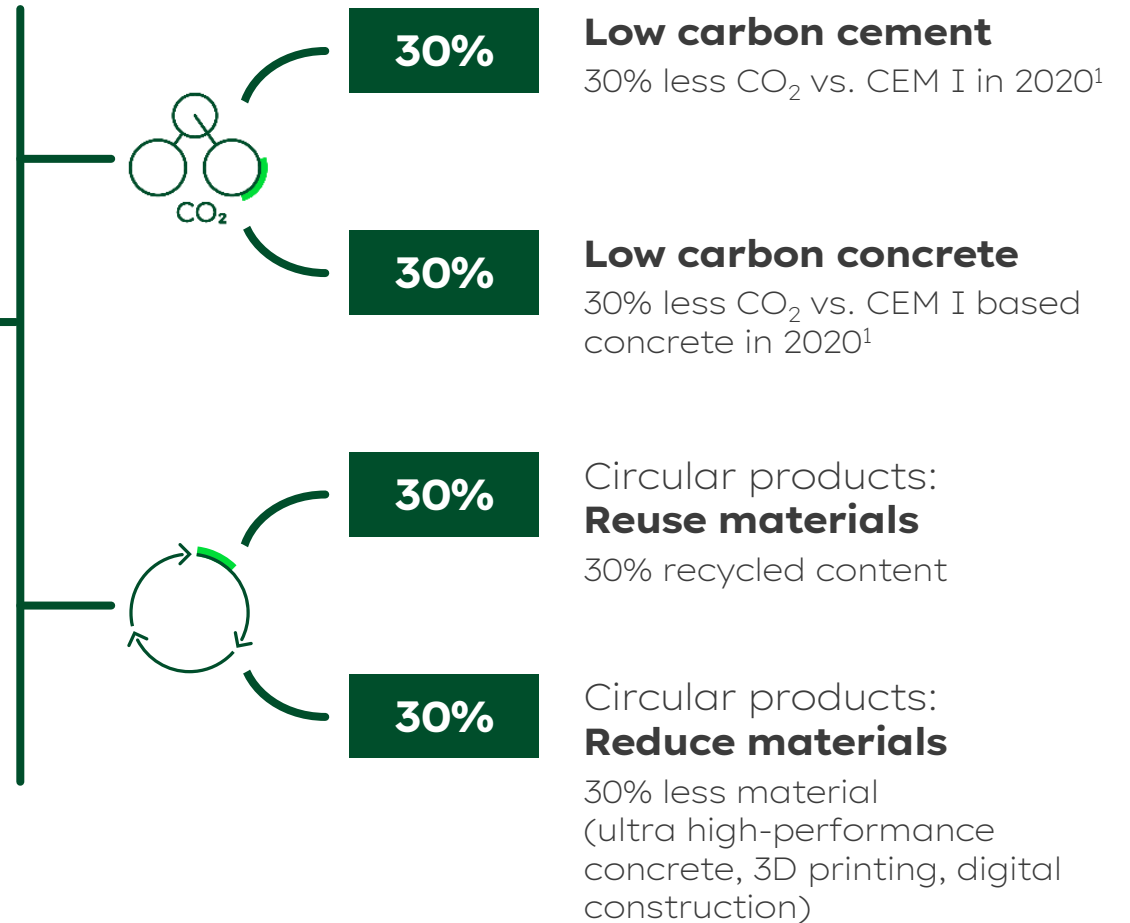 30%
Low carbon cement
30% less CO₂ vs. CEM I in 2020¹
CO₂
30%
Low carbon concrete
30% less CO₂ vs. CEM I based
concrete in 2020¹
30%
Circular products:
Reuse materials
30% recycled content
30%
Circular products:
Reduce materials
30% less material
(ultra high-performance
concrete, 3D printing, digital
construction)